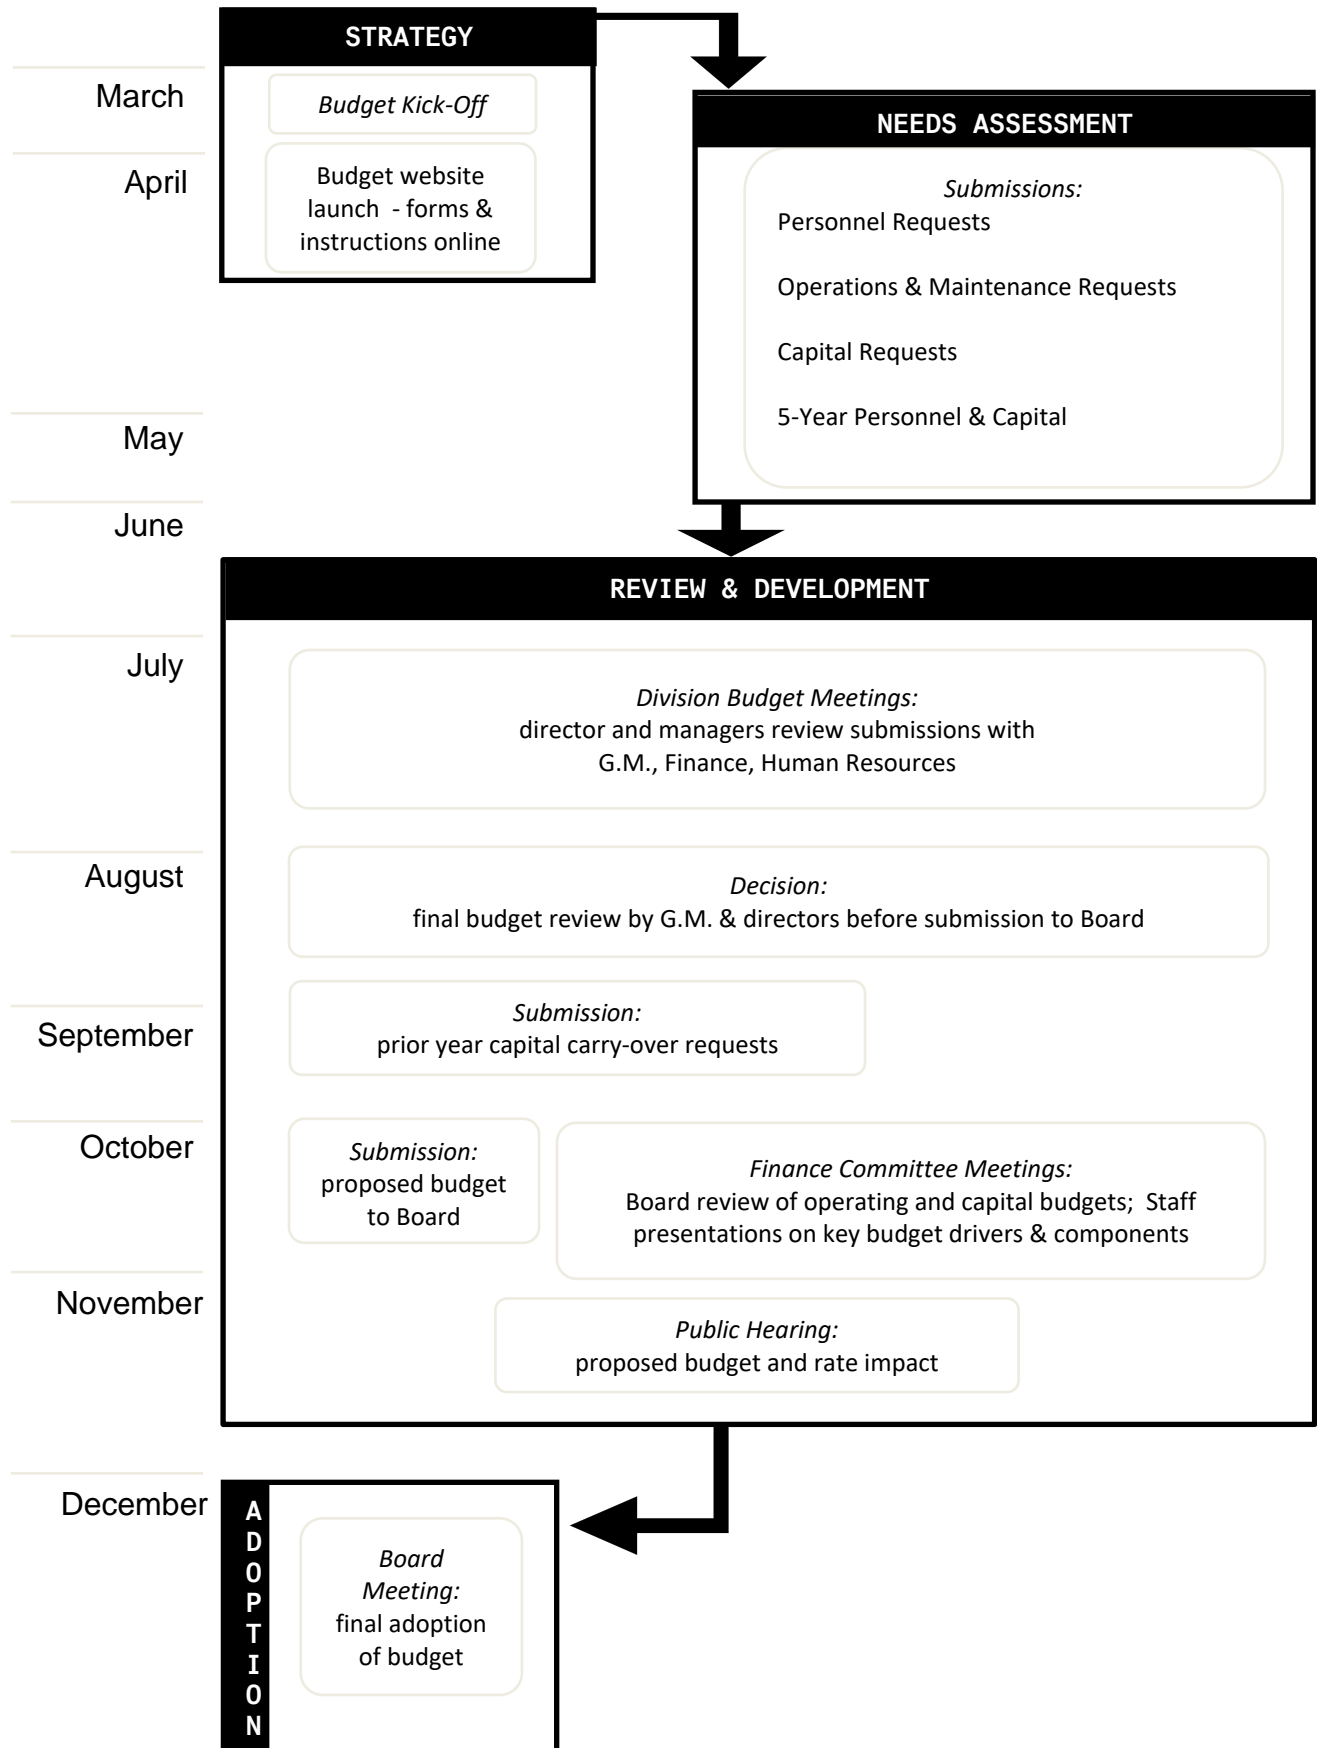 STRATEGY
March
Budget Kick-Off
NEEDS ASSESSMENT
April
Budget website
launch - forms &
instructions online
Submissions:
Personnel Requests
Operations & Maintenance Requests
Capital Requests
5-Year Personnel & Capital
May
June
REVIEW & DEVELOPMENT
July
Division Budget Meetings:
director and managers review submissions with
G.M., Finance, Human Resources
August
Decision:
final budget review by G.M. & directors before submission to Board
September
Submission:
prior year capital carry-over requests
October
Submission:
proposed budget
to Board
Finance Committee Meetings:
Board review of operating and capital budgets; Staff
presentations on key budget drivers & components
November
Public Hearing:
proposed budget and rate impact
December
A
D
O
P
T
I
O
N
Board
Meeting:
final adoption
of budget